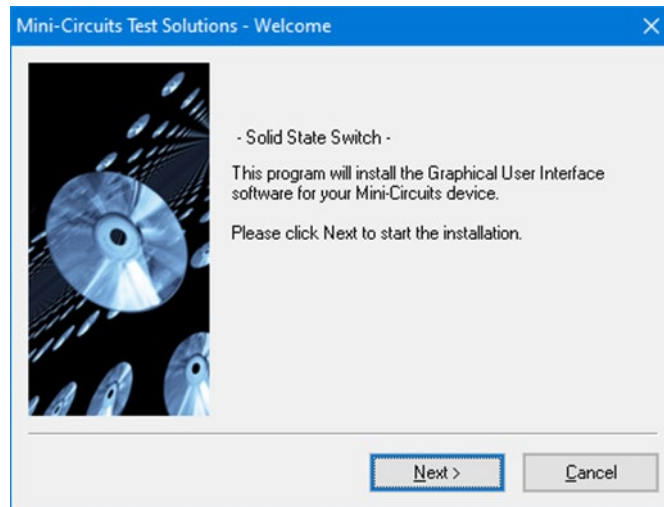 Mini-Circuits Test Solutions - Welcome
- Solid State Switch -
This program will install the Graphical User Interface
software for your Mini-Circuits device.
Please click Next to start the installation.
Next >
Cancel